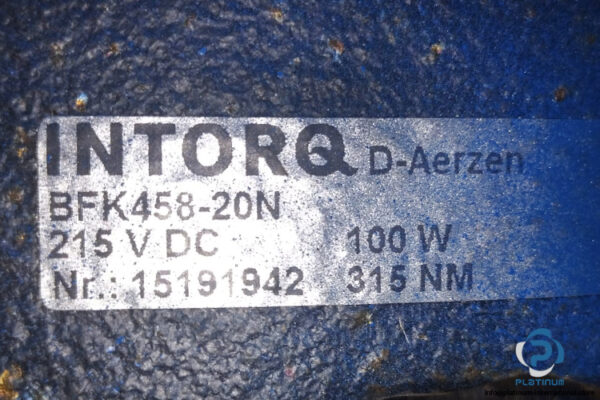 INTORQ D-Aerzen
BFK458-20N
215 V DC 100 W
Nr.: 15191942 315 NM
PLATINUM